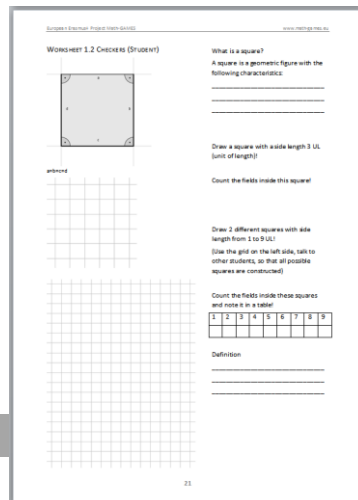 European Erasmus+ Project Math-GAMES
www.mathgames.eu
WORKSHEET 1.2 CHECKERS (STUDENT)
What is a square?
A square is a geometric figure with the
following characteristics:
Draw a square with a side length 3 UL
(unit of length)!
Count the fields inside this square!
Draw 2 different squares with side
length from 1 to 9 UL!
(Use the grid on the left side, talk to
other students, so that all possible
squares are constructed)
Count the fields inside these squares
and note it in a table!
1 2 3 4 5 6 7 8 9
Definition
21